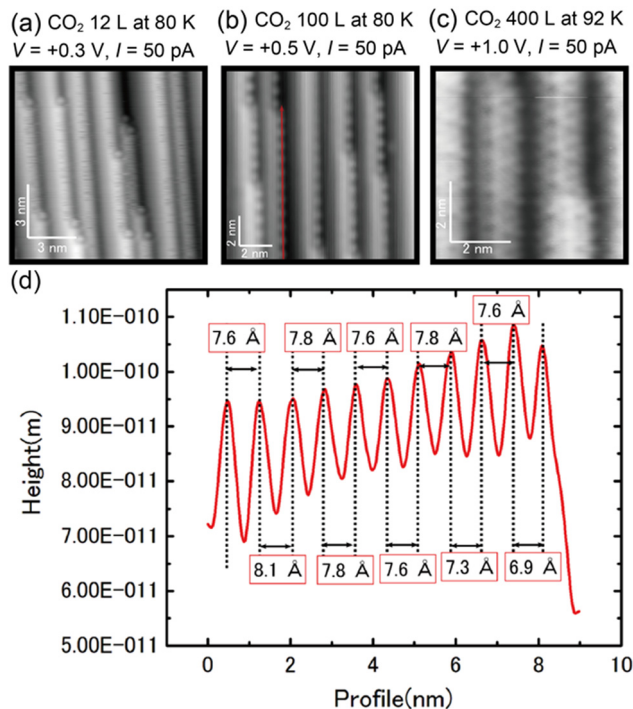 (a) CO2 12 L at 80 K
V = +0.3 V, I = 50 pA
3 nm
3 nm
(b) CO2 100 L at 80 K
V = +0.5 V, I = 50 pA
2 nm
2 nm
(c) CO2 400 L at 92 K
V = +1.0 V, I = 50 pA
2 nm
2 nm
(d)
7.6 Å
7.8 Å
7.6 Å
7.8 Å
7.6 Å
8.1 Å
7.8 Å
7.6 Å
7.3 Å
6.9 Å
Height(m)
1.10E−010
1.00E−010
9.00E−011
8.00E−011
7.00E−011
6.00E−011
5.00E−011
0 2 4 6 8 10
Profile(nm)